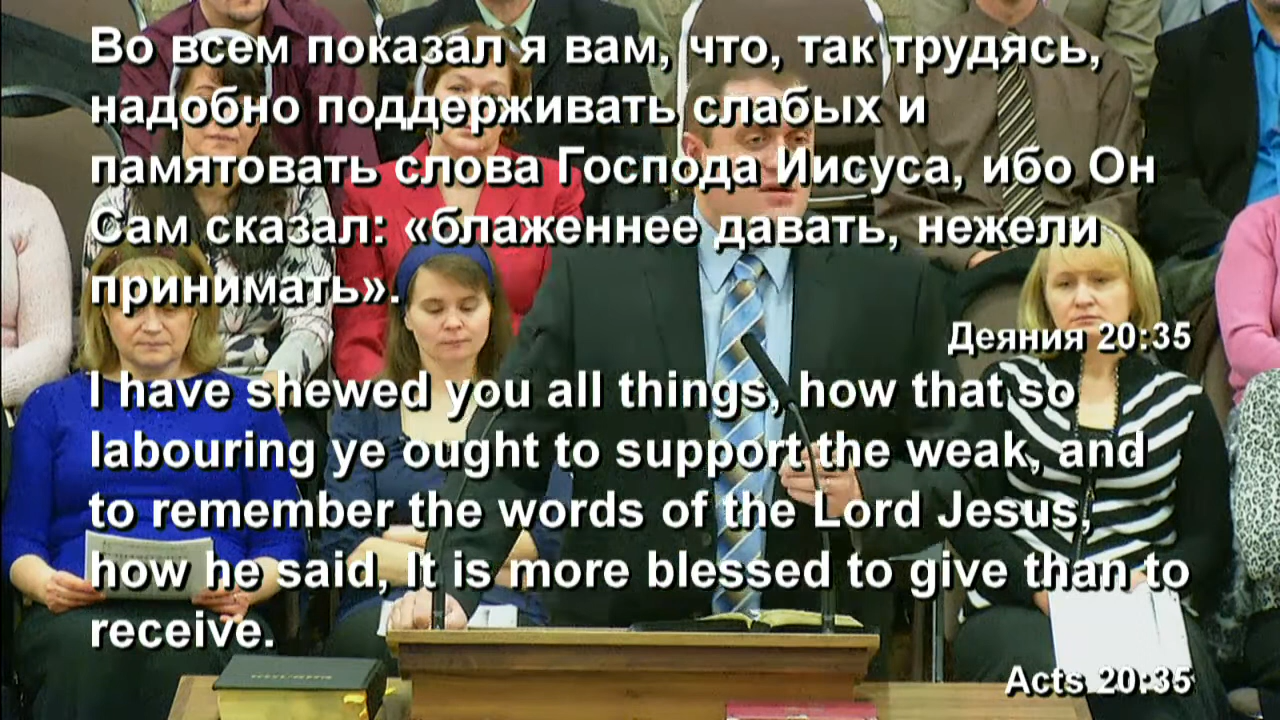 Во всем показал я вам, что, так трудясь,
надобно поддерживать слабых и
памятовать слова Господа Иисуса, ибо Он
Сам сказал: «блаженнее давать, нежели
принимать».
Деяния 20:35
I have shewed you all things, how that so
labouring ye ought to support the weak, and
to remember the words of the Lord Jesus,
how he said, It is more blessed to give than to
receive.
Acts 20:35